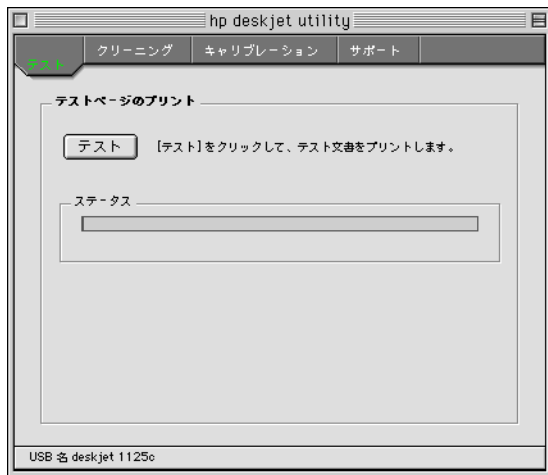 hp deskjet utility
テスト クリーニング キャリブレーション サポート
テストページのプリント
テスト [テスト]をクリックして、テスト文書をプリントします。
ステータス
USB 名 deskjet 1125c